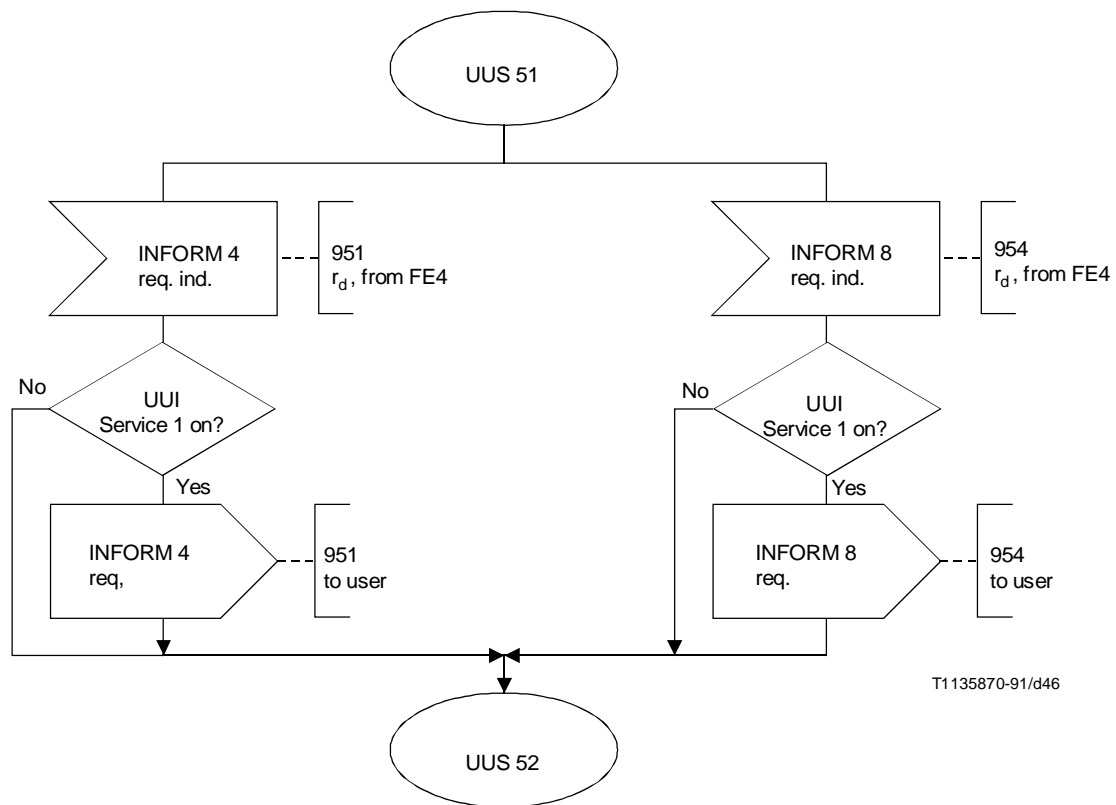 UUS 51
INFORM 4
req. ind.
951
rd, from FE4
INFORM 8
req. ind.
954
rd, from FE4
No
UUI
Service 1 on?
Yes
No
UUI
Service 1 on?
Yes
INFORM 4
req,
951
to user
INFORM 8
req.
954
to user
T1135870-91/d46
UUS 52